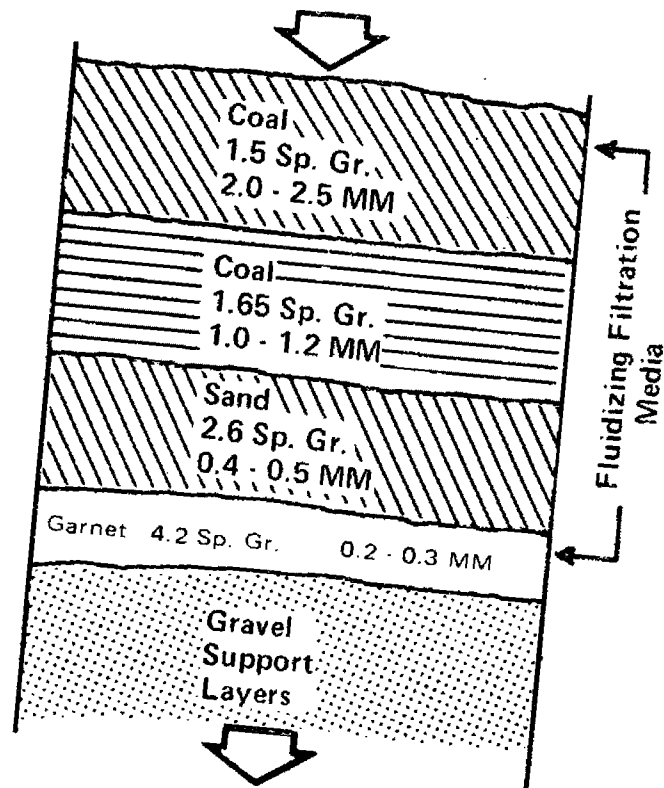 Coal
1.5 Sp. Gr.
2.0 - 2.5 MM
Coal
1.65 Sp. Gr.
1.0 - 1.2 MM
Sand
2.6 Sp. Gr.
0.4 - 0.5 MM
Garnet 4.2 Sp. Gr. 0.2 - 0.3 MM
Gravel
Support
Layers
Fluidizing Filtration
Media